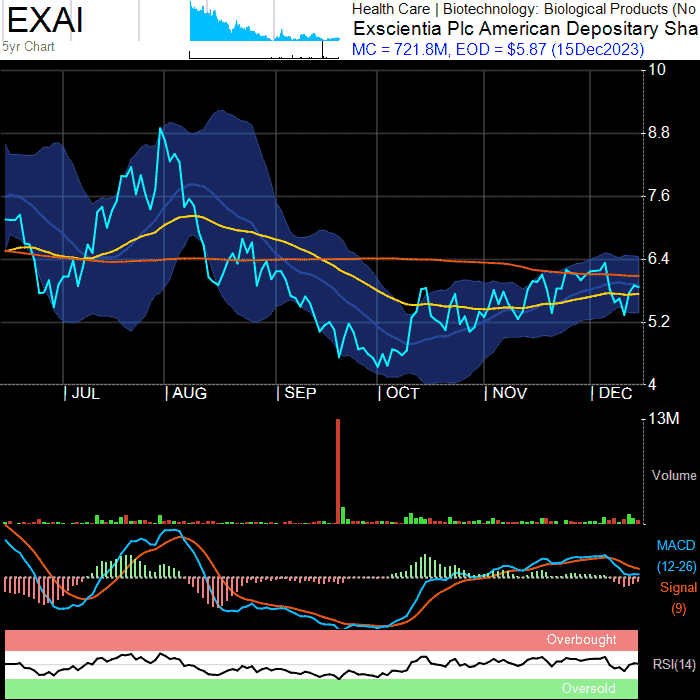 EXAI
5yr Chart
Health Care | Biotechnology: Biological Products (No
Exscientia Plc American Depositary Sha
MC = 721.8M, EOD = $5.87 (15Dec2023)
10
8.8
7.6
6.4
5.2
4
JUL AUG SEP OCT NOV DEC
13M
Volume
MACD
(12-26)
Signal
(9)
Overbought
RSI(14)
Oversold